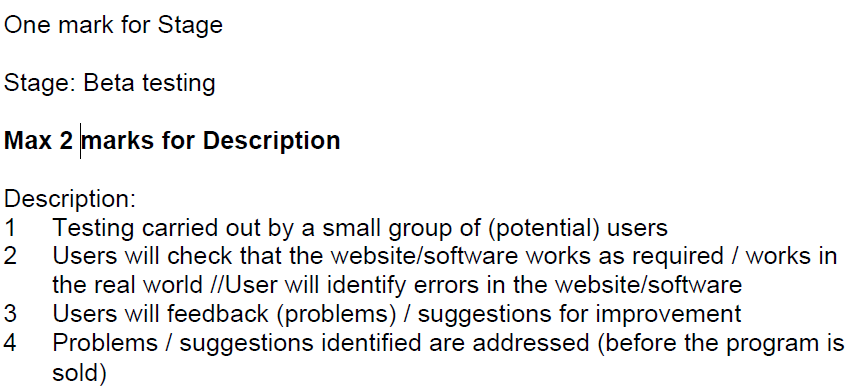 One mark for Stage
Stage: Beta testing
Max 2 marks for Description
Description:
1 Testing carried out by a small group of (potential) users
2 Users will check that the website/software works as required / works in
the real world //User will identify errors in the website/software
3 Users will feedback (problems) / suggestions for improvement
4 Problems / suggestions identified are addressed (before the program is
sold)